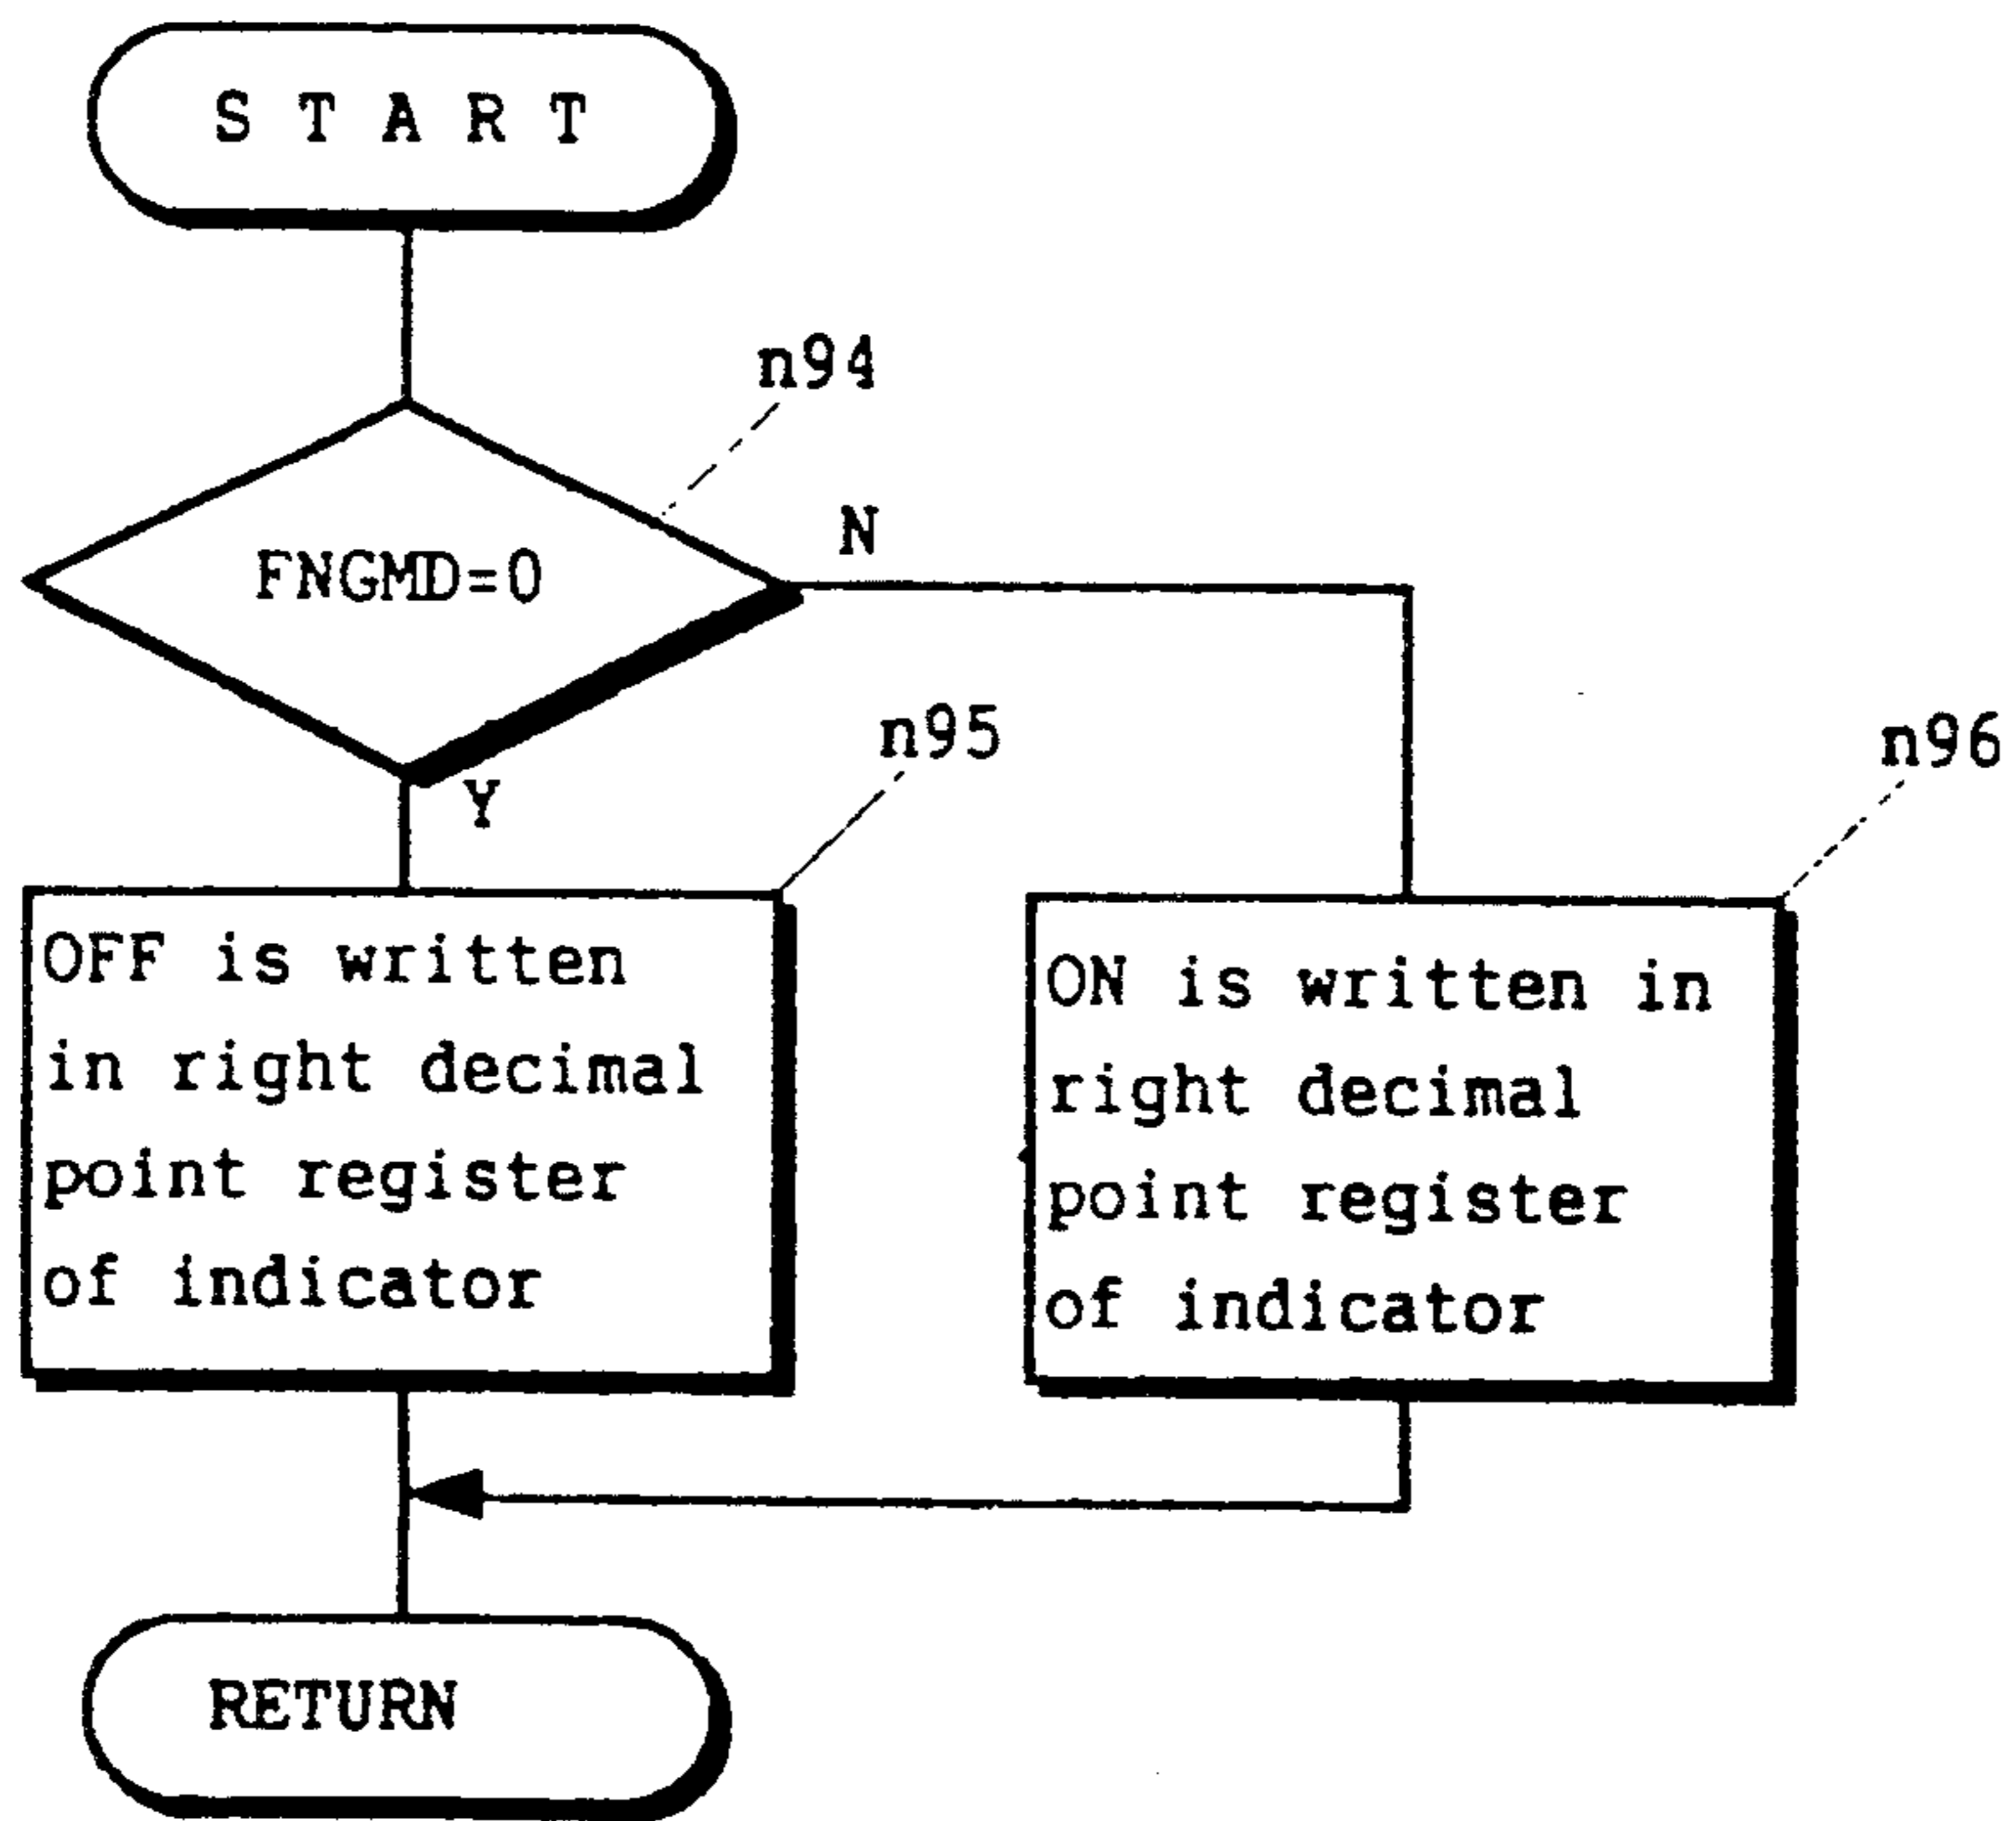 S T A R T
n94
FNGMD=0
N
Y
n95
OFF is written
in right decimal
point register
of indicator
n96
ON is written in
right decimal
point register
of indicator
RETURN